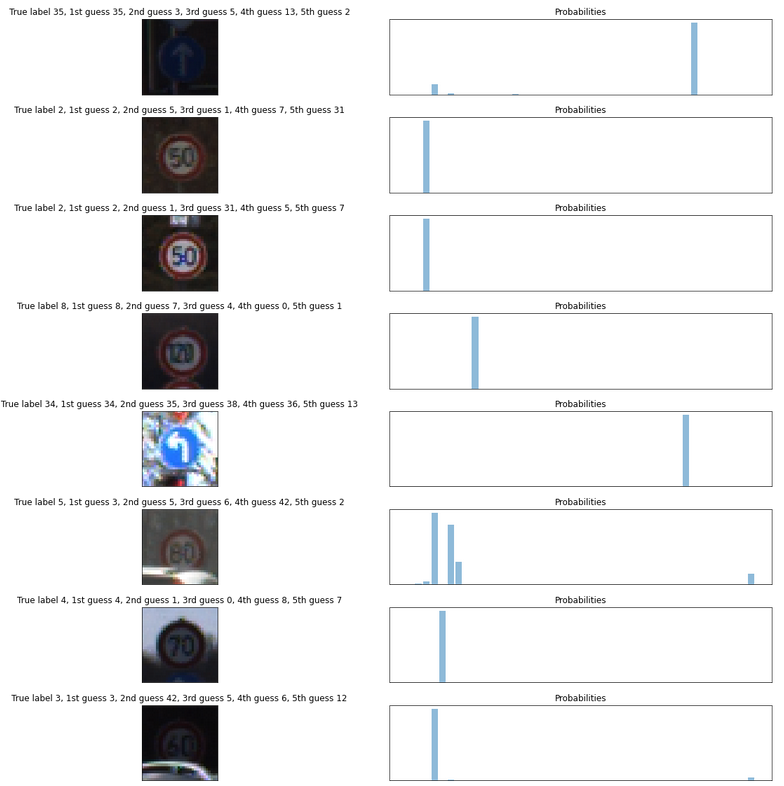 True label 35, 1st guess 35, 2nd guess 3, 3rd guess 5, 4th guess 13, 5th guess 2
Probabilities
True label 2, 1st guess 2, 2nd guess 5, 3rd guess 1, 4th guess 7, 5th guess 31
Probabilities
50
True label 2, 1st guess 2, 2nd guess 1, 3rd guess 31, 4th guess 5, 5th guess 7
Probabilities
50
True label 8, 1st guess 8, 2nd guess 7, 3rd guess 4, 4th guess 0, 5th guess 1
Probabilities
120
True label 34, 1st guess 34, 2nd guess 35, 3rd guess 38, 4th guess 36, 5th guess 13
Probabilities
True label 5, 1st guess 3, 2nd guess 5, 3rd guess 6, 4th guess 42, 5th guess 2
Probabilities
80
True label 4, 1st guess 4, 2nd guess 1, 3rd guess 0, 4th guess 8, 5th guess 7
Probabilities
70
True label 3, 1st guess 3, 2nd guess 42, 3rd guess 5, 4th guess 6, 5th guess 12
Probabilities
60